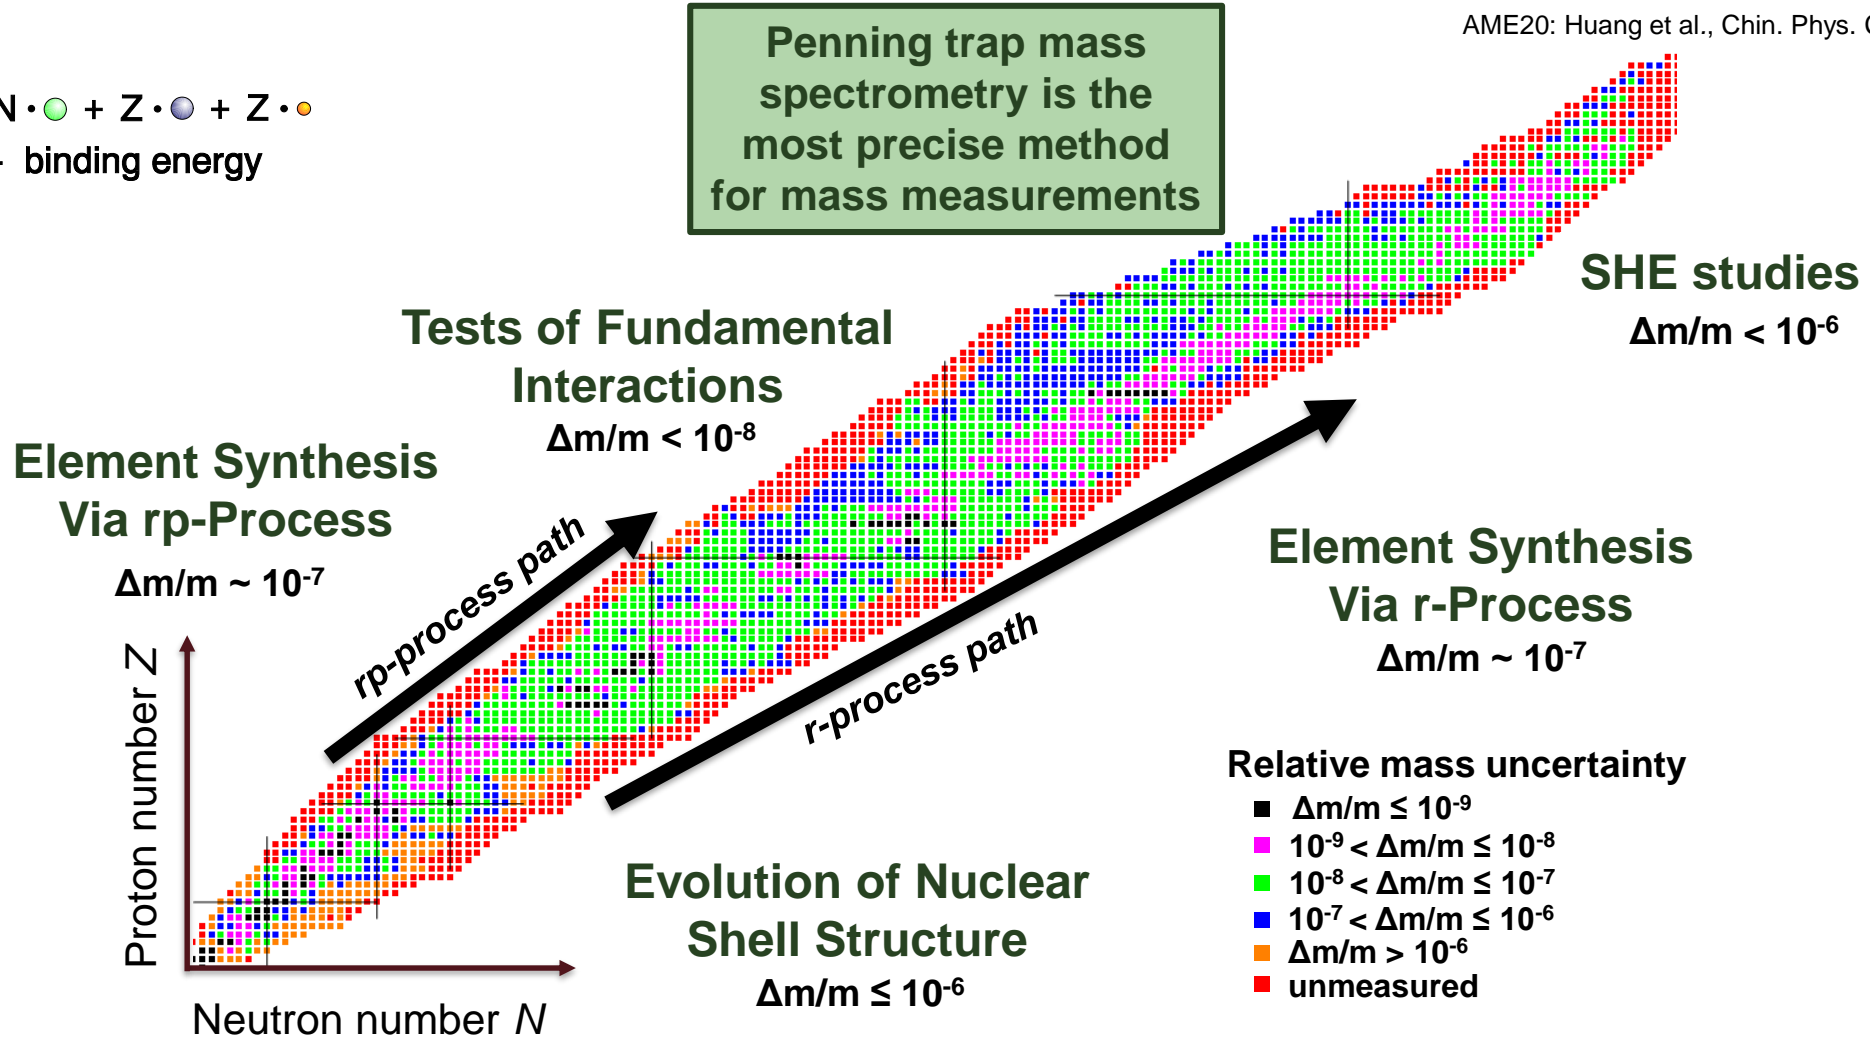 AME20: Huang et al., Chin. Phys. C
N · + Z · + Z ·
- binding energy
Penning trap mass
spectrometry is the
most precise method
for mass measurements
SHE studies
Δm/m < 10⁻⁶
Tests of Fundamental
Interactions
Δm/m < 10⁻⁸
Element Synthesis
Via rp-Process
Δm/m ~ 10⁻⁷
rp-process path
r-process path
Element Synthesis
Via r-Process
Δm/m ~ 10⁻⁷
Evolution of Nuclear
Shell Structure
Δm/m ≤ 10⁻⁶
Proton number Z
Neutron number N
Relative mass uncertainty
Δm/m ≤ 10⁻⁹
10⁻⁹ < Δm/m ≤ 10⁻⁸
10⁻⁸ < Δm/m ≤ 10⁻⁷
10⁻⁷ < Δm/m ≤ 10⁻⁶
Δm/m > 10⁻⁶
unmeasured